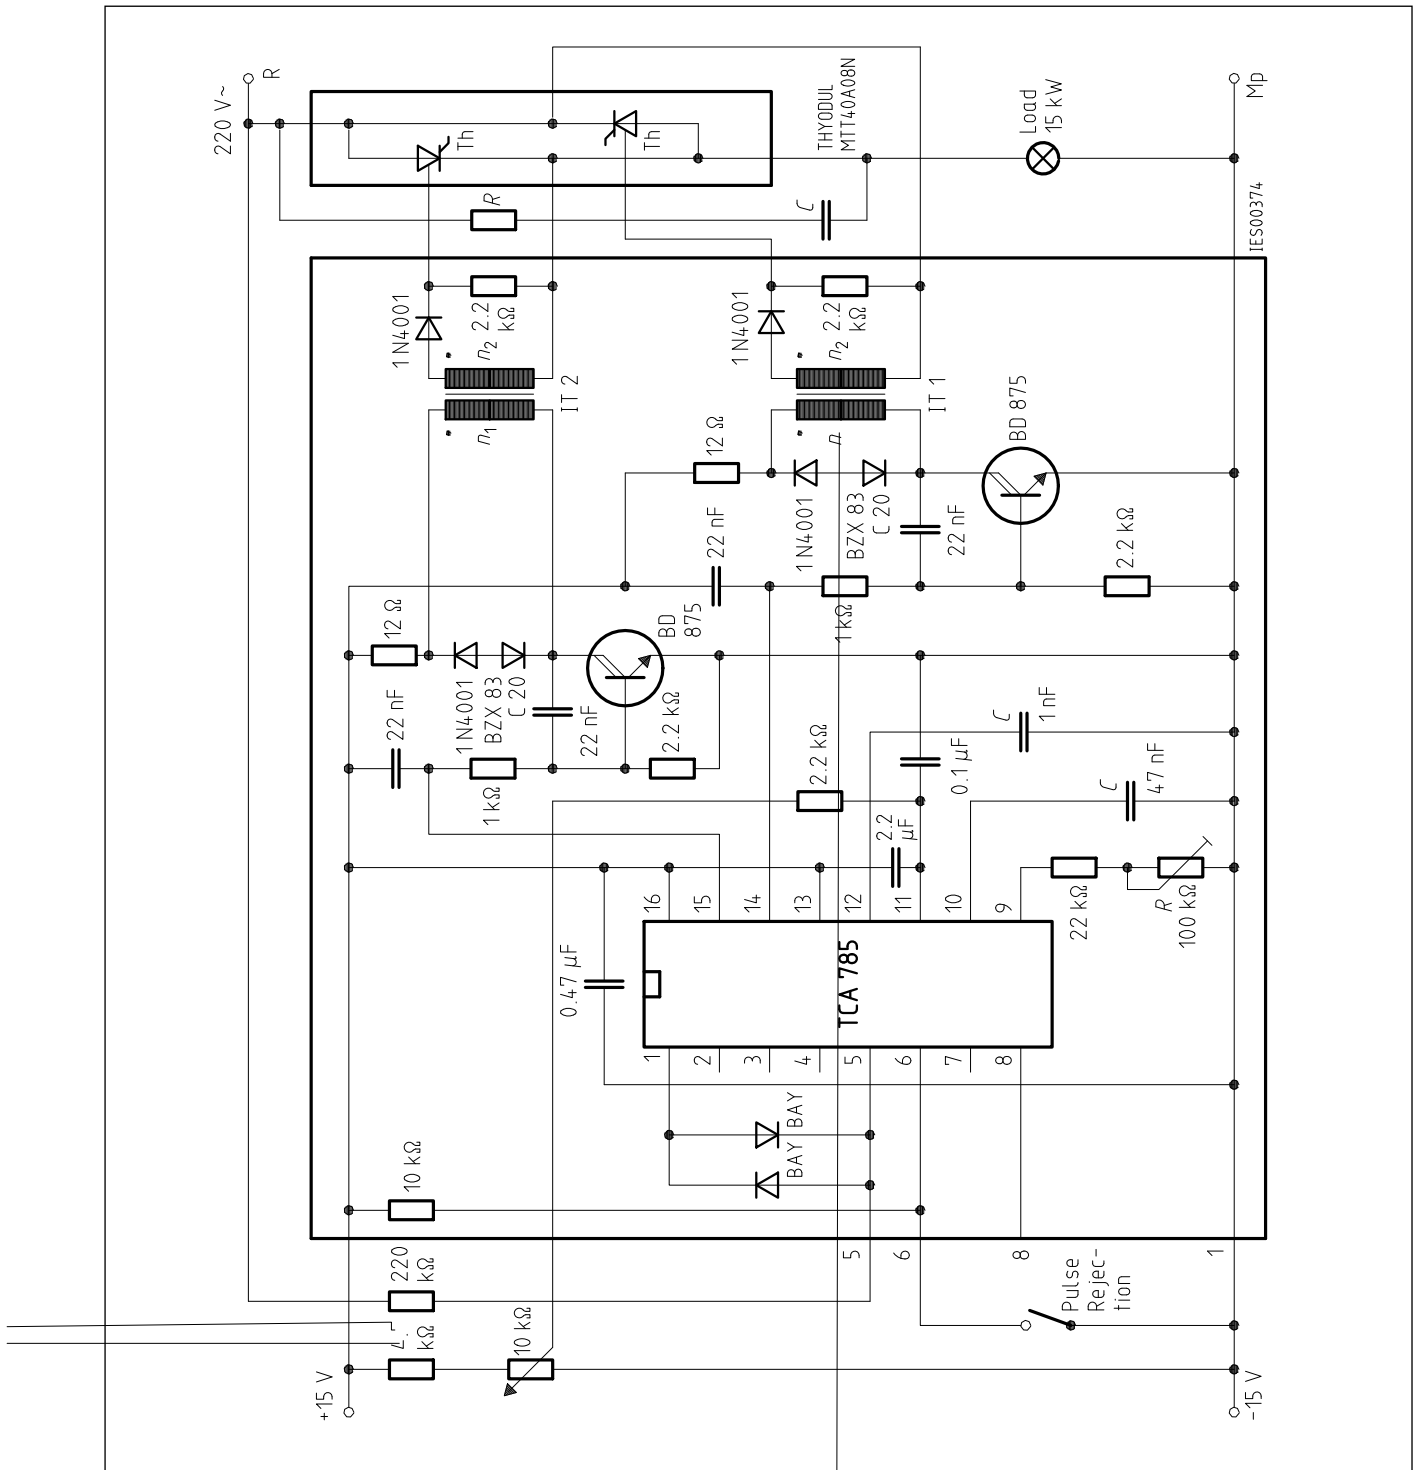 220 V~
R
THYODUL
MTT40A08N
Load
15 kW
Mp
Th
Th
R
C
IES00374
1N4001
2.2
kΩ
1N4001
2.2
kΩ
n2
n1
IT 2
n2
n
IT 1
12 Ω
BD 875
22 nF
1N4001
BZX 83
C 20
22 nF
2.2 kΩ
12 Ω
1 kΩ
BD
875
22 nF
1N4001
BZX 83
C 20
22 nF
2.2 kΩ
1 kΩ
2.2 kΩ
0.1 µF
C
1 nF
C
47 nF
2.2
µF
16
15
14
13
12
11
10
9
22 kΩ
R
100 kΩ
0.47 µF
TCA 785
1
2
3
4
5
6
7
8
BAY
BAY
10 kΩ
220
kΩ
5
6
8
1
4.
kΩ
10 kΩ
Pulse
Rejec-
tion
+15 V
-15 V